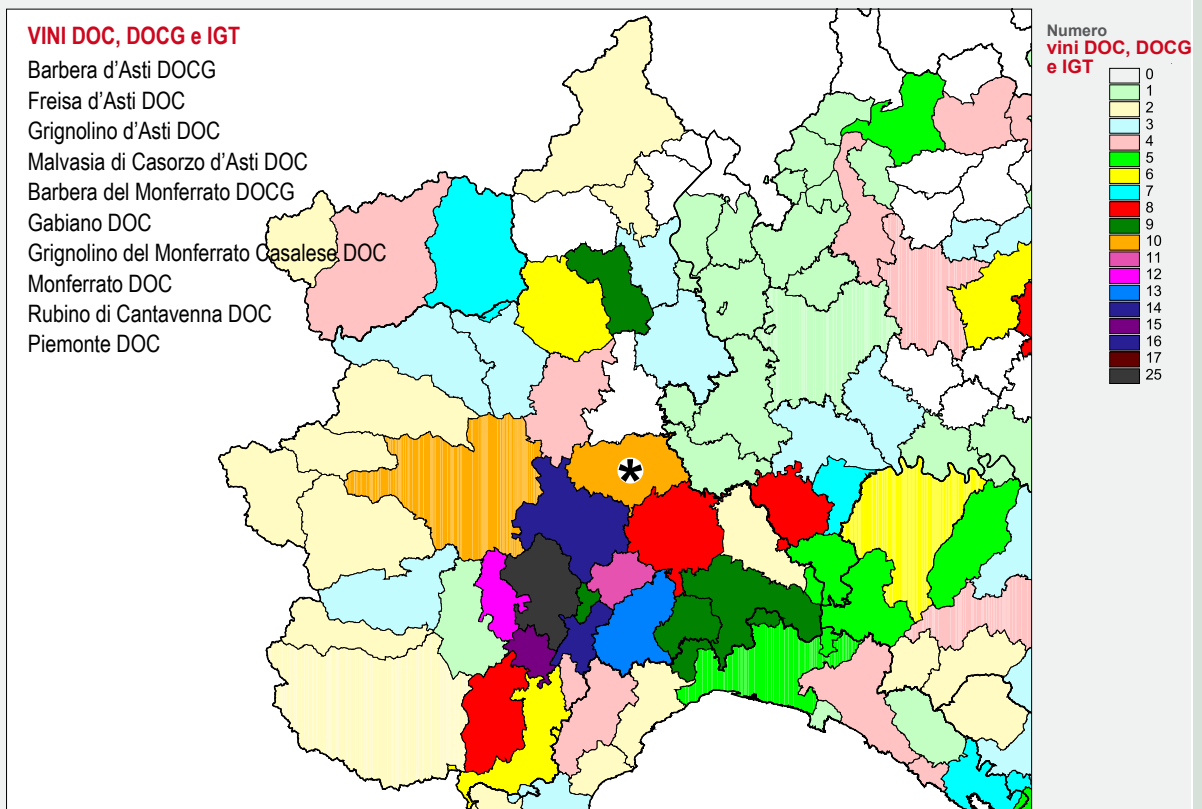 VINI DOC, DOCG e IGT
Barbera d'Asti DOCG
Freisa d'Asti DOC
Grignolino d'Asti DOC
Malvasia di Casorzo d'Asti DOC
Barbera del Monferrato DOCG
Gabiano DOC
Grignolino del Monferrato Casalese DOC
Monferrato DOC
Rubino di Cantavenna DOC
Piemonte DOC
*
Numero
vini DOC, DOCG
e IGT
0
1
2
3
4
5
6
7
8
9
10
11
12
13
14
15
16
17
25